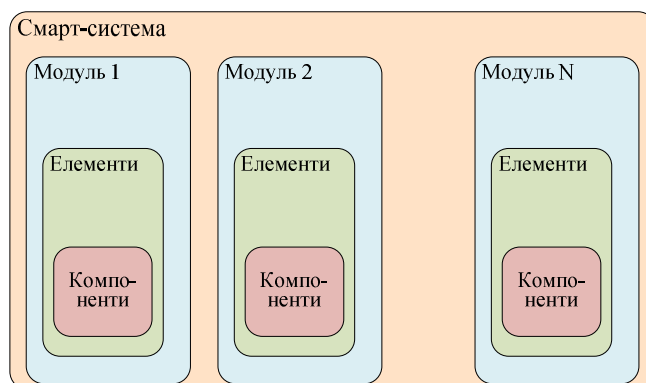 Смарт-система
Модуль 1
Модуль 2
Модуль N
Елементи
Елементи
Елементи
Компо-
ненти
Компо-
ненти
Компо-
ненти